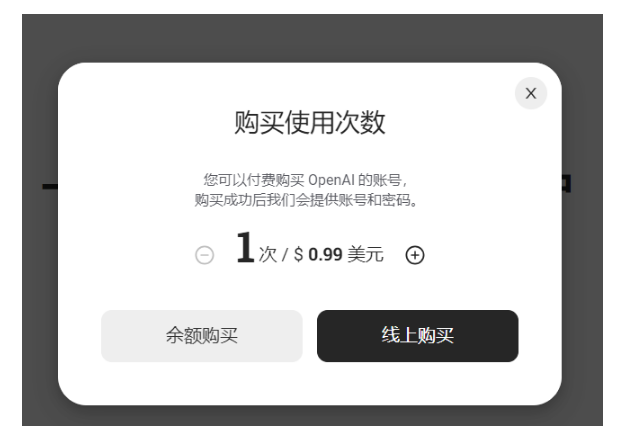 X
购买使用次数
您可以付费购买 OpenAI 的账号，
购买成功后我们会提供账号和密码。
1次 / $ 0.99 美元
余额购买
线上购买